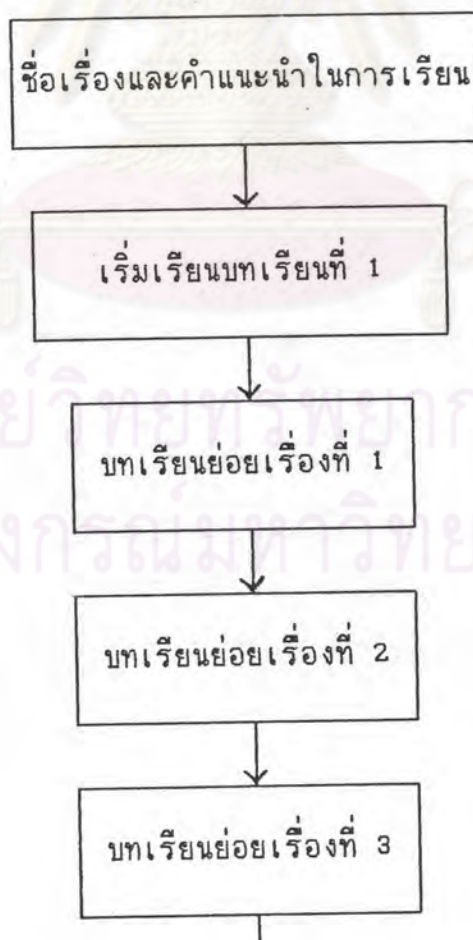 ชื่อเรื่องและคำแนะนำในการเรียน
เริ่มเรียนบทเรียนที่ 1
บทเรียนย่อยเรื่องที่ 1
บทเรียนย่อยเรื่องที่ 2
บทเรียนย่อยเรื่องที่ 3